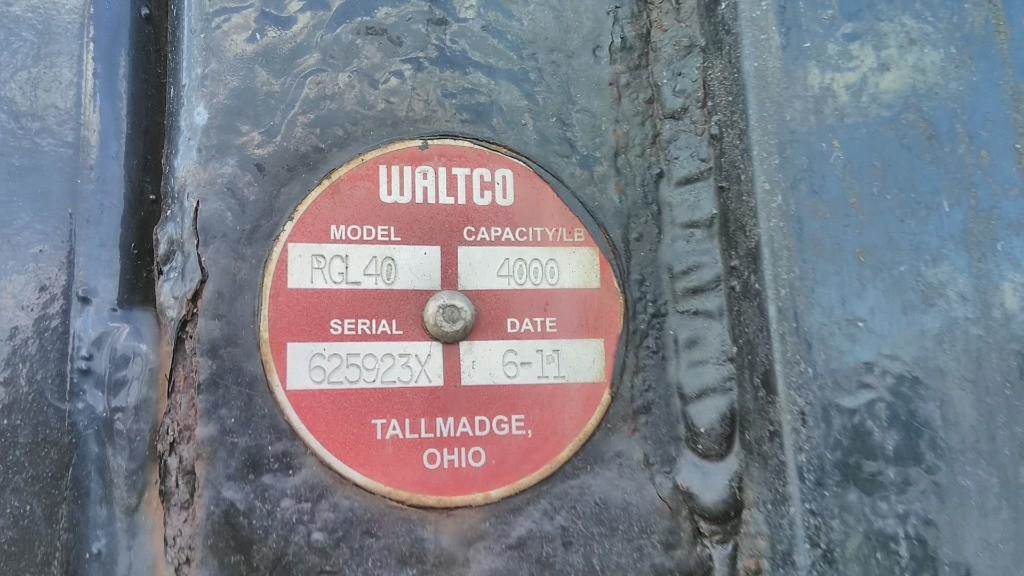 WALTCO
MODEL CAPACITY/LB
RGL40 4000
SERIAL DATE
625923X 6-11
TALLMADGE,
OHIO